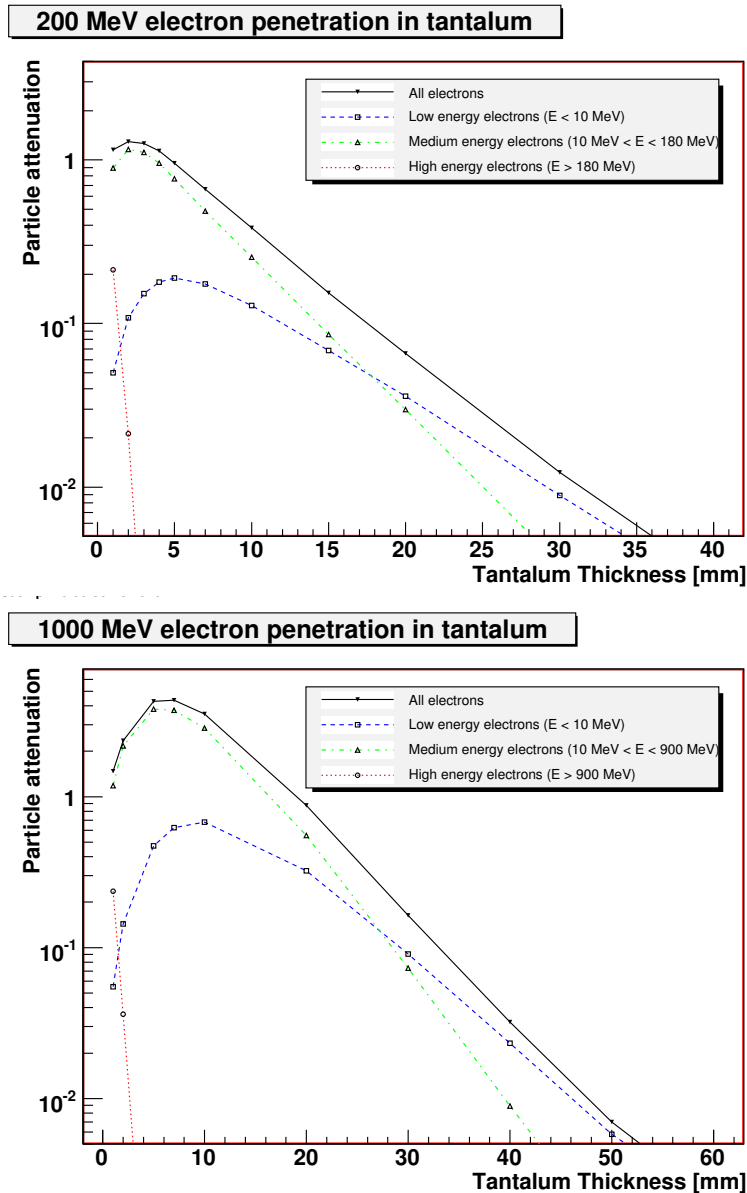 200 MeV electron penetration in tantalum
Particle attenuation
All electrons
Low energy electrons (E < 10 MeV)
Medium energy electrons (10 MeV < E < 180 MeV)
High energy electrons (E > 180 MeV)
1
10-1
10-2
0 5 10 15 20 25 30 35 40
Tantalum Thickness [mm]
1000 MeV electron penetration in tantalum
Particle attenuation
All electrons
Low energy electrons (E < 10 MeV)
Medium energy electrons (10 MeV < E < 900 MeV)
High energy electrons (E > 900 MeV)
1
10-1
10-2
0 10 20 30 40 50 60
Tantalum Thickness [mm]